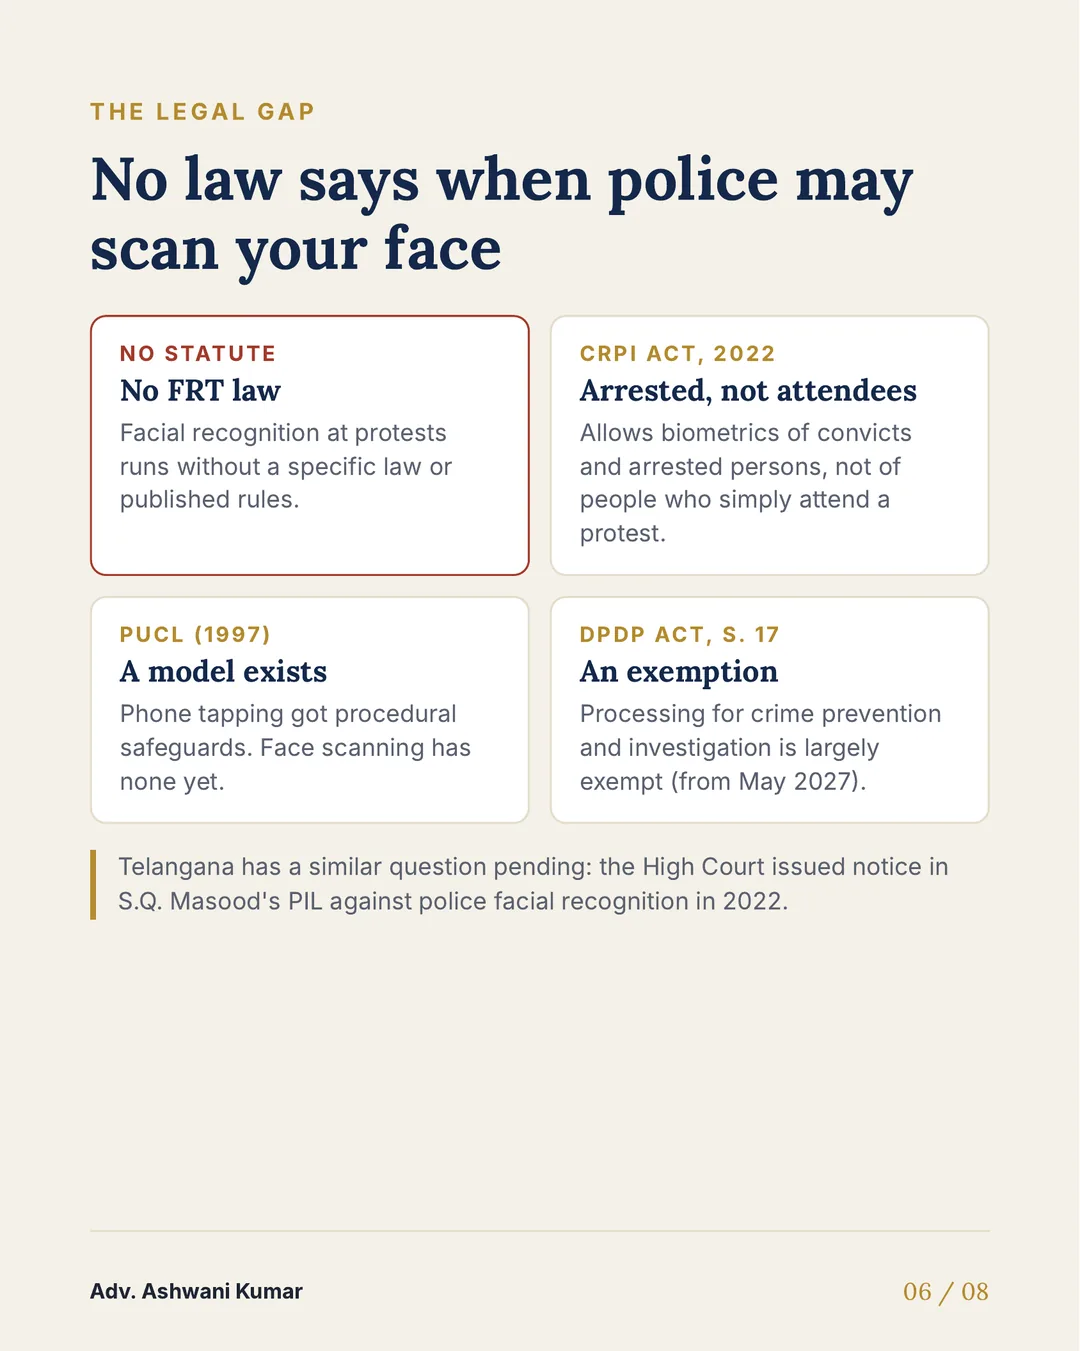 THE LEGAL GAP
No law says when police may
scan your face
NO STATUTE
No FRT law
Facial recognition at protests
runs without a specific law or
published rules.
CRPI ACT, 2022
Arrested, not attendees
Allows biometrics of convicts
and arrested persons, not of
people who simply attend a
protest.
PUCL (1997)
A model exists
Phone tapping got procedural
safeguards. Face scanning has
none yet.
DPDP ACT, S. 17
An exemption
Processing for crime prevention
and investigation is largely
exempt (from May 2027).
Telangana has a similar question pending: the High Court issued notice in
S.Q. Masood's PIL against police facial recognition in 2022.
Adv. Ashwani Kumar
06 / 08